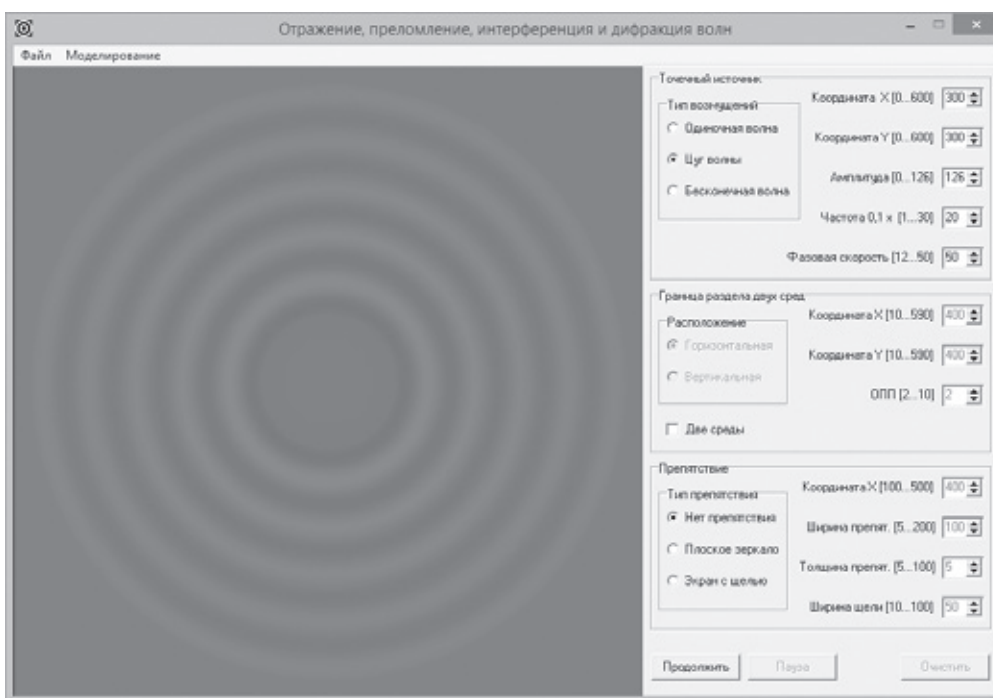 Отражение, преломление, интерференция и дифракция волн
Файл Моделирование
Точечный источник
Тип возмущений
Одиночная волна
Цуг волны
Бесконечная волна
Координата X [0...600] 300
Координата Y [0...600] 300
Амплитуда [0...126] 126
Частота 0,1 x [1...30] 20
Фазовая скорость [12...50] 50
Граница раздела двух сред
Расположение
Горизонтальная
Вертикальная
Две среды
Координата X [10...590] 400
Координата Y [10...590] 400
ОПП [2...10] 2
Препятствие
Тип препятствия
Нет препятствия
Плоское зеркало
Экран с щелью
Координата X [100...500] 400
Ширина препят. [5...200] 100
Толщина препят. [5...100] 5
Ширина щели [10...100] 50
Продолжить Пауза Очистить